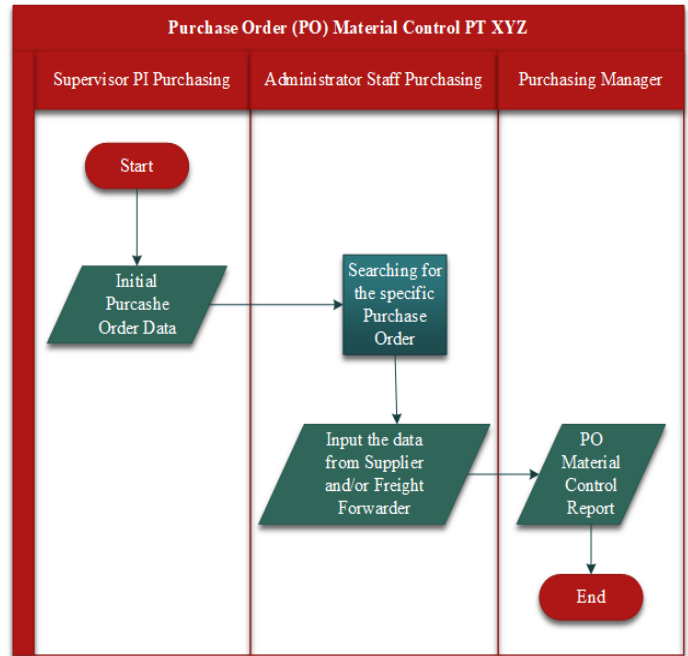 Purchase Order (PO) Material Control PT XYZ
Supervisor PI Purchasing
Administrator Staff Purchasing
Purchasing Manager
Start
Initial
Purcashe
Order Data
Searching for
the specific
Purchase
Order
Input the data
from Supplier
and/or Freight
Forwarder
PO
Material
Control
Report
End